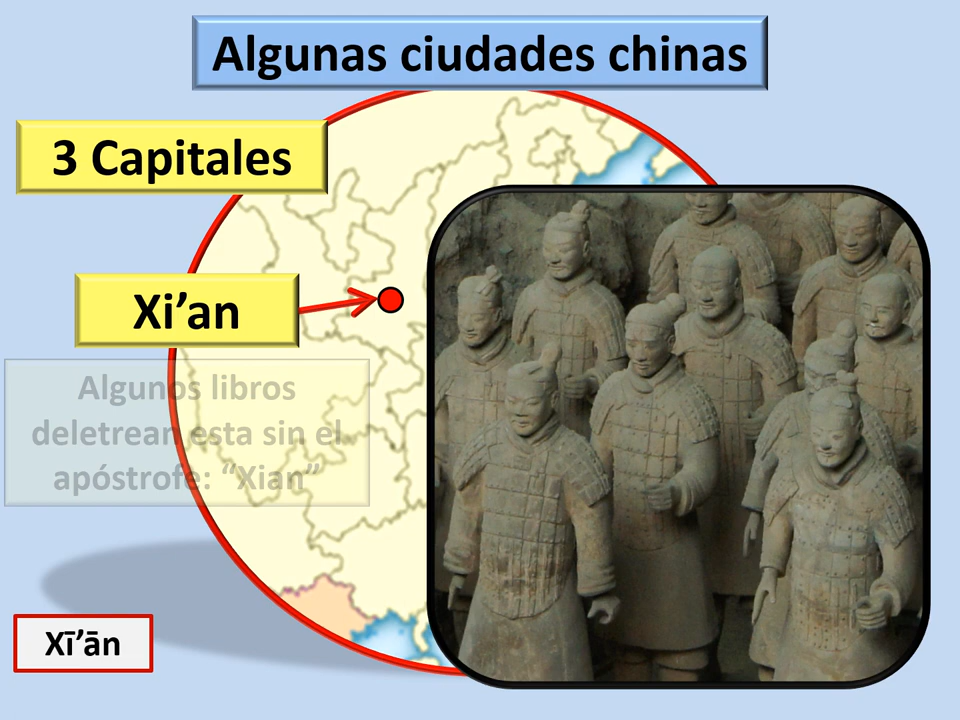 Algunas ciudades chinas
3 Capitales
Xi’an
Algunos libros
deletrean esta sin el
apóstrofe: “Xian”
Xī’ān